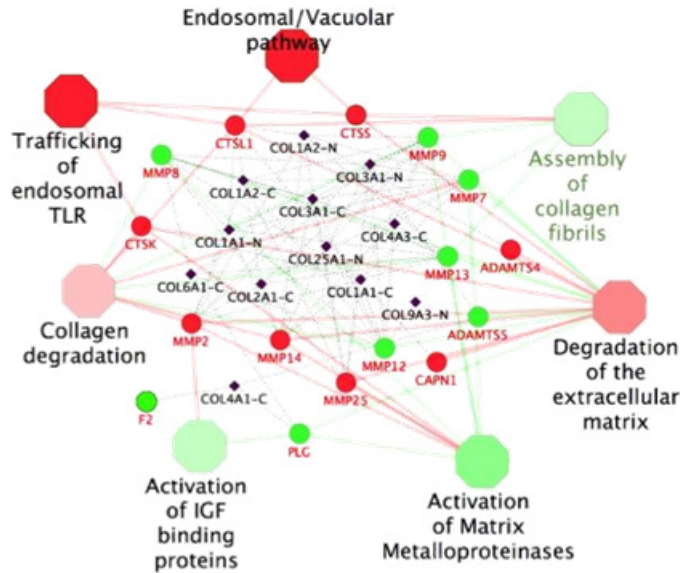 Endosomal/Vacuolar
pathway
Trafficking
of
endosomal
TLR
CTSL1
CTSS
COL1A2-N
MMP9
MMP8
COL3A1-N
Assembly
of
collagen
fibrils
COL1A2-C
MMP7
COL3A1-C
CTSK
COL1A1-N
COL4A3-C
COL25A1-N
ADAMTS4
MMP13
COL6A1-C
COL2A1-C
COL1A1-C
COL9A3-N
Collagen
degradation
MMP2
ADAMTS5
MMP14
MMP12
Degradation
of the
extracellular
matrix
CAPN1
MMP25
COL4A1-C
F2
PLG
Activation
of IGF
binding
proteins
Activation
of Matrix
Metalloproteinases